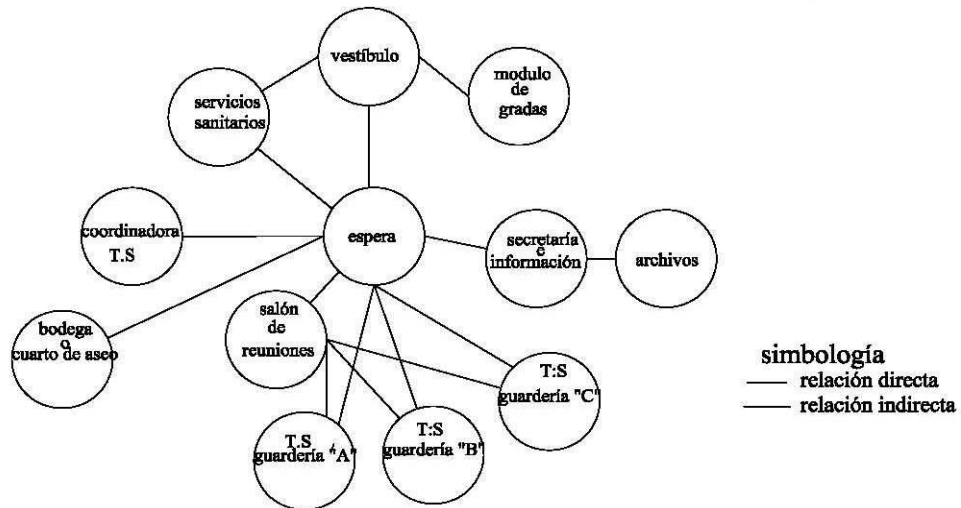 vestíbulo
modulo
de
gradas
servicios
sanitarios
coordinadora
T.S
espera
secretaría
e
información
archivos
bodega
o
cuarto de aseo
salón
de
reuniones
T.S
guardería "A"
T:S
guardería "B"
T:S
guardería "C"
simbología
relación directa
relación indirecta